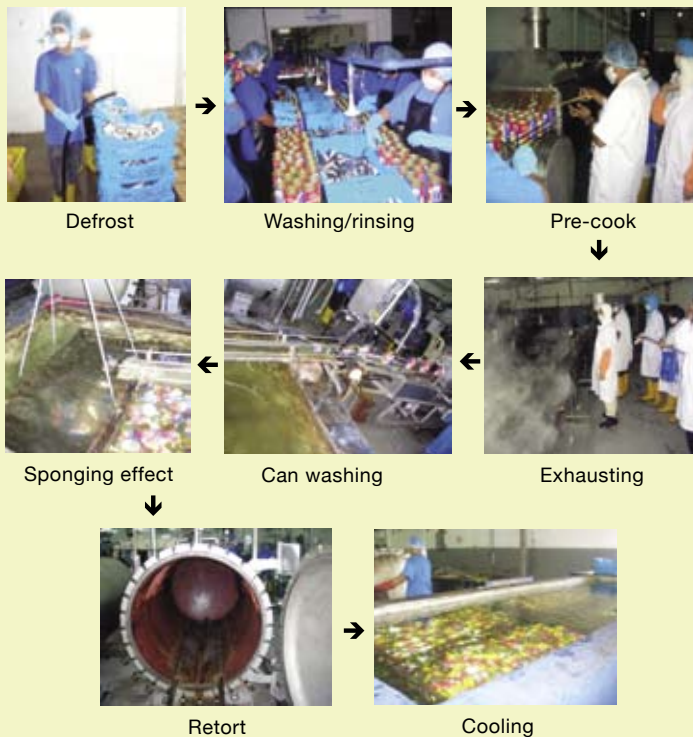 Defrost
Washing/rinsing
Pre-cook
Exhausting
Can washing
Sponging effect
Retort
Cooling